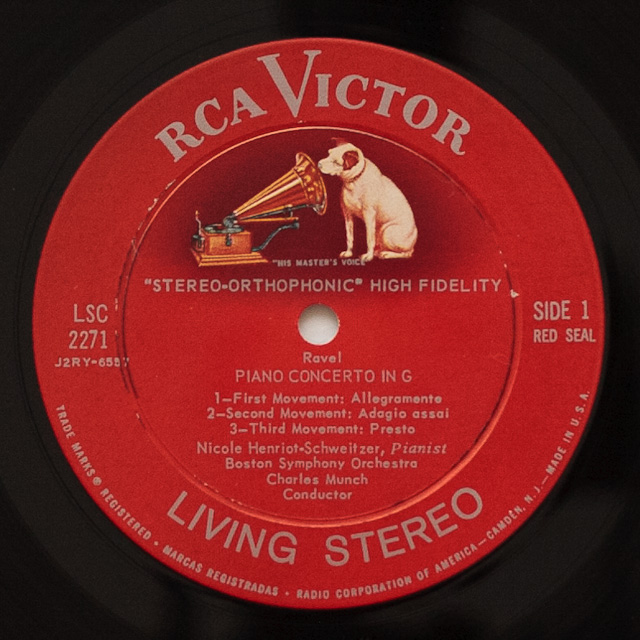 RCA VICTOR
"HIS MASTER'S VOICE"
"STEREO-ORTHOPHONIC" HIGH FIDELITY
LSC
2271
SIDE 1
RED SEAL
Ravel
PIANO CONCERTO IN G
1—First Movement: Allegramente
2—Second Movement: Adagio assai
3—Third Movement: Presto
Nicole Henriot-Schweitzer, Pianist
Boston Symphony Orchestra
Charles Munch
Conductor
LIVING STEREO
TRADE MARKS ® REGISTERED • MARCAS REGISTRADAS • RADIO CORPORATION OF AMERICA—CAMDEN, N. J.—MADE IN U.S.A.